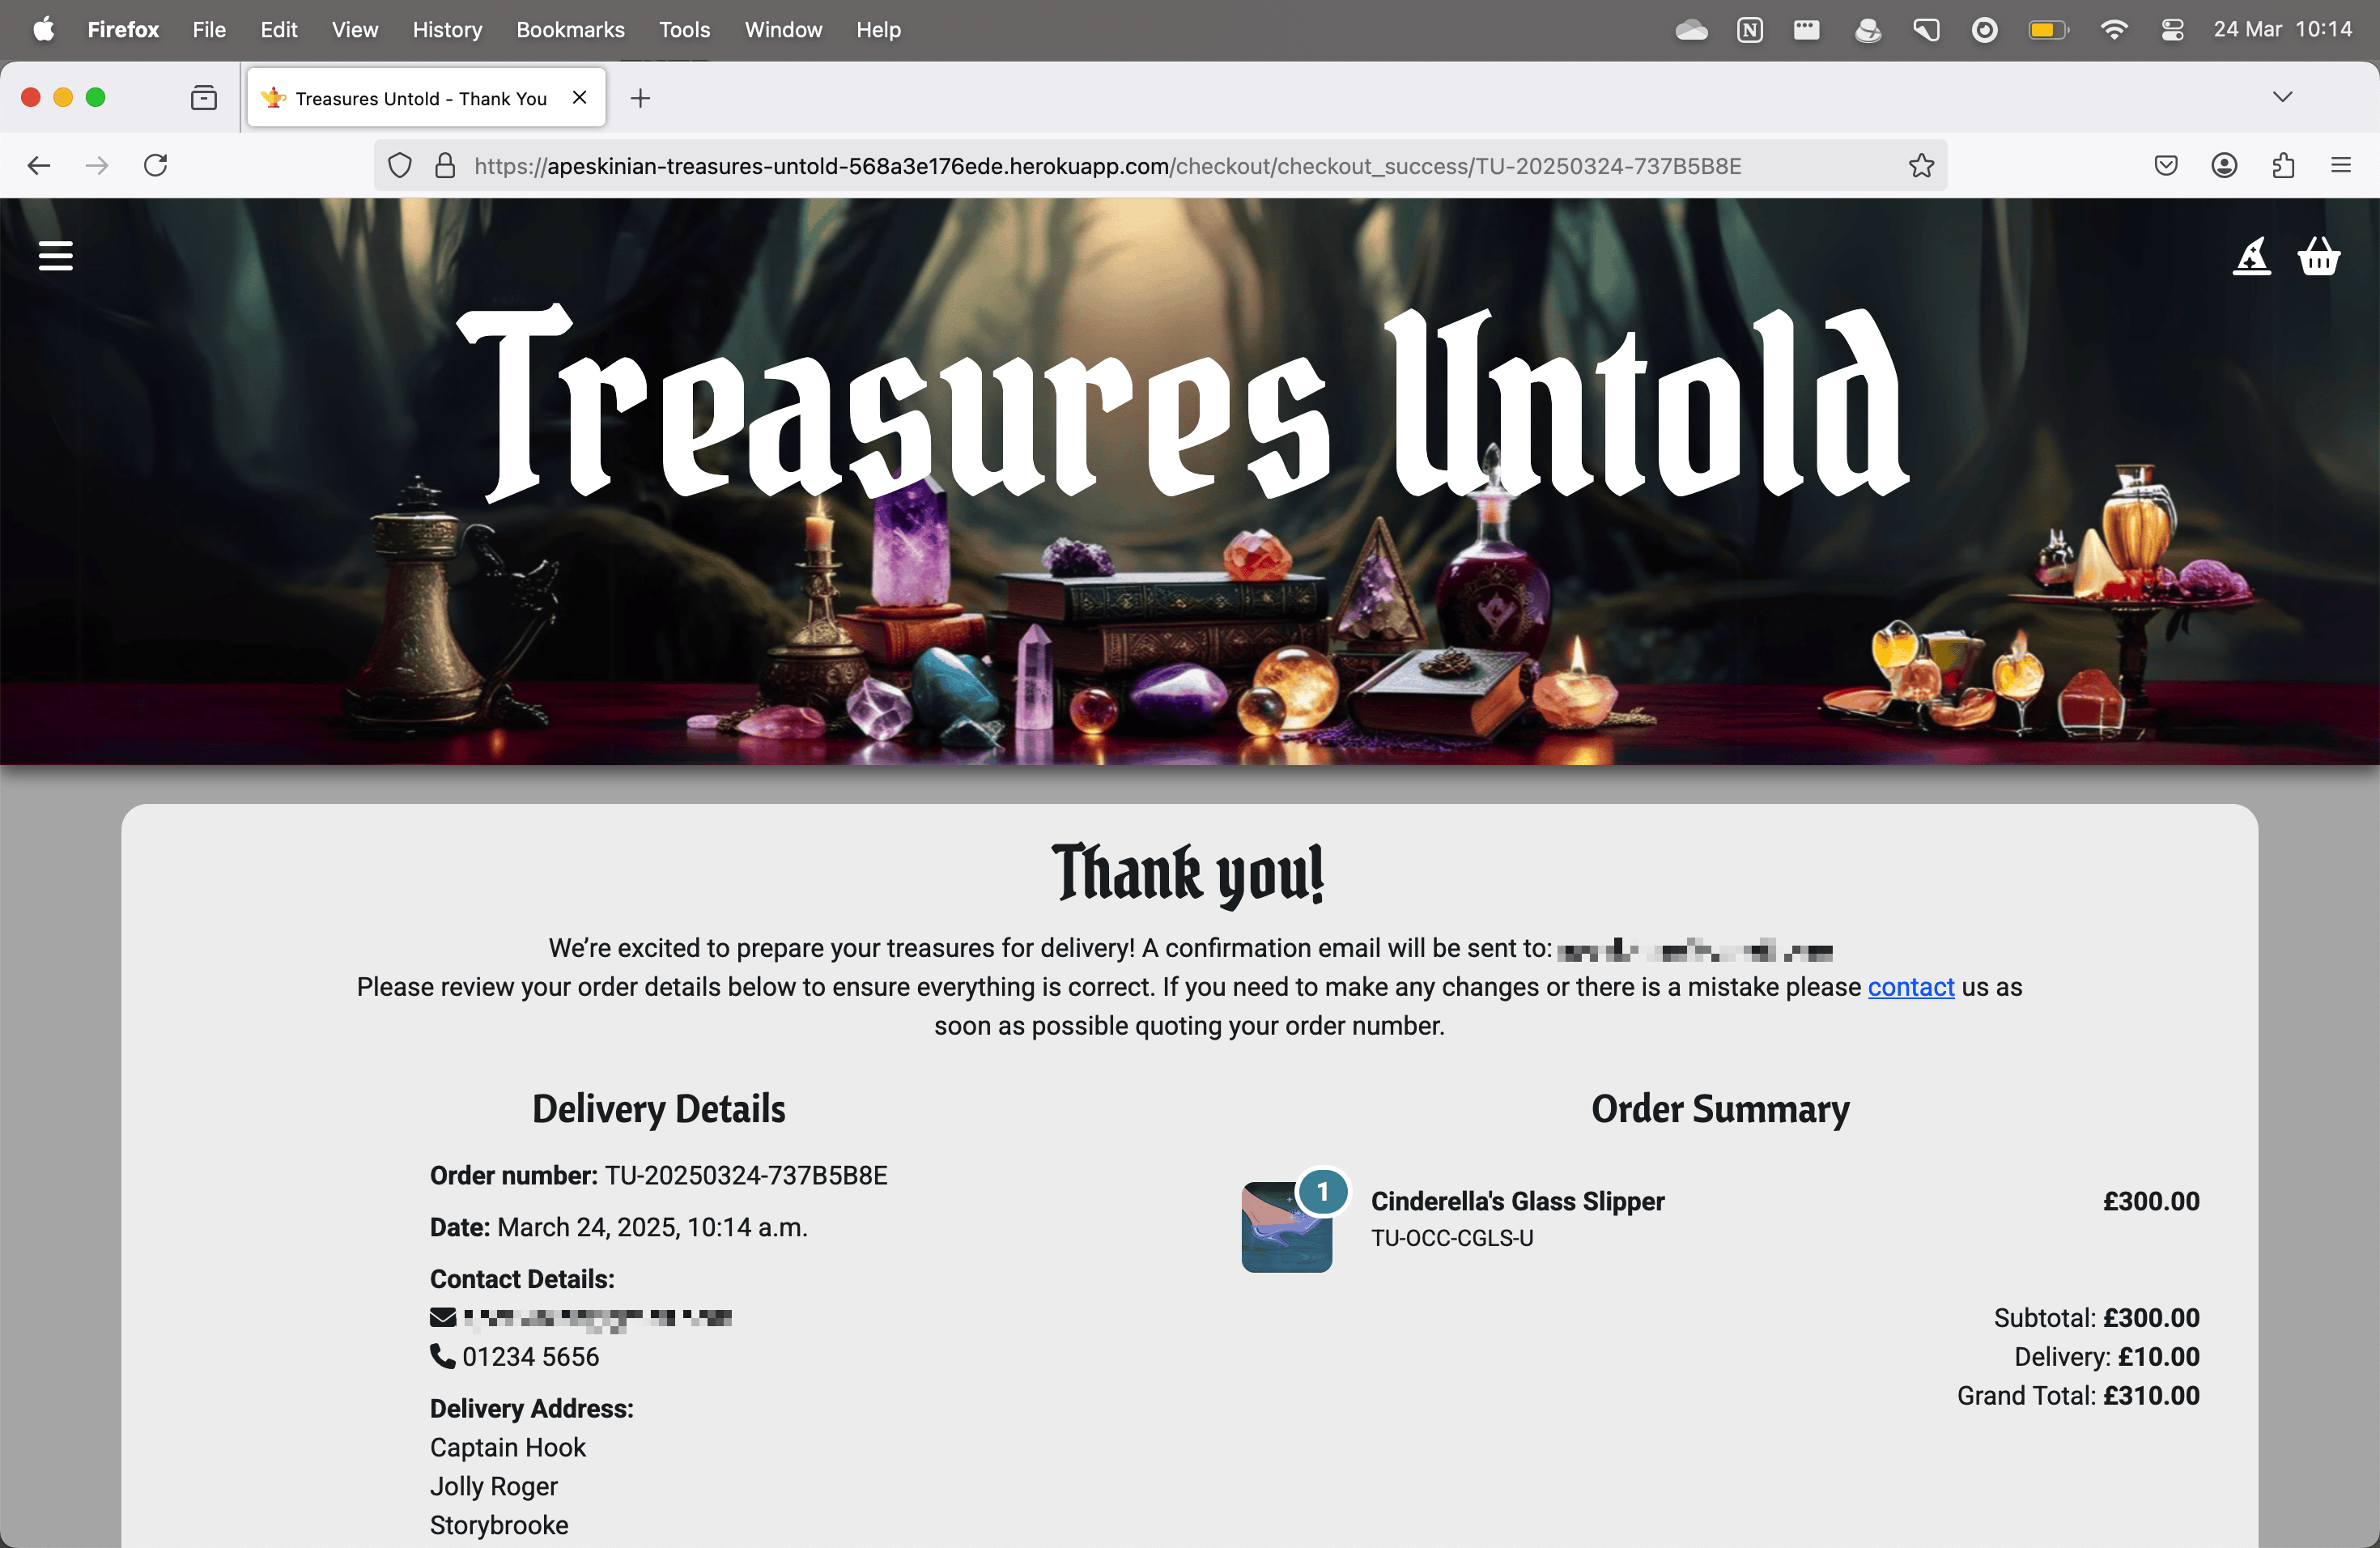 Firefox File Edit View History Bookmarks Tools Window Help 24 Mar 10:14
Treasures Untold - Thank You
https://apeskinian-treasures-untold-568a3e176ede.herokuapp.com/checkout/checkout_success/TU-20250324-737B5B8E
Treasures Untold
Thank you!
We’re excited to prepare your treasures for delivery! A confirmation email will be sent to:
Please review your order details below to ensure everything is correct. If you need to make any changes or there is a mistake please contact us as
soon as possible quoting your order number.
Delivery Details
Order number: TU-20250324-737B5B8E
Date: March 24, 2025, 10:14 a.m.
Contact Details:
01234 5656
Delivery Address:
Captain Hook
Jolly Roger
Storybrooke
Order Summary
1
Cinderella's Glass Slipper £300.00
TU-OCC-CGLS-U
Subtotal: £300.00
Delivery: £10.00
Grand Total: £310.00